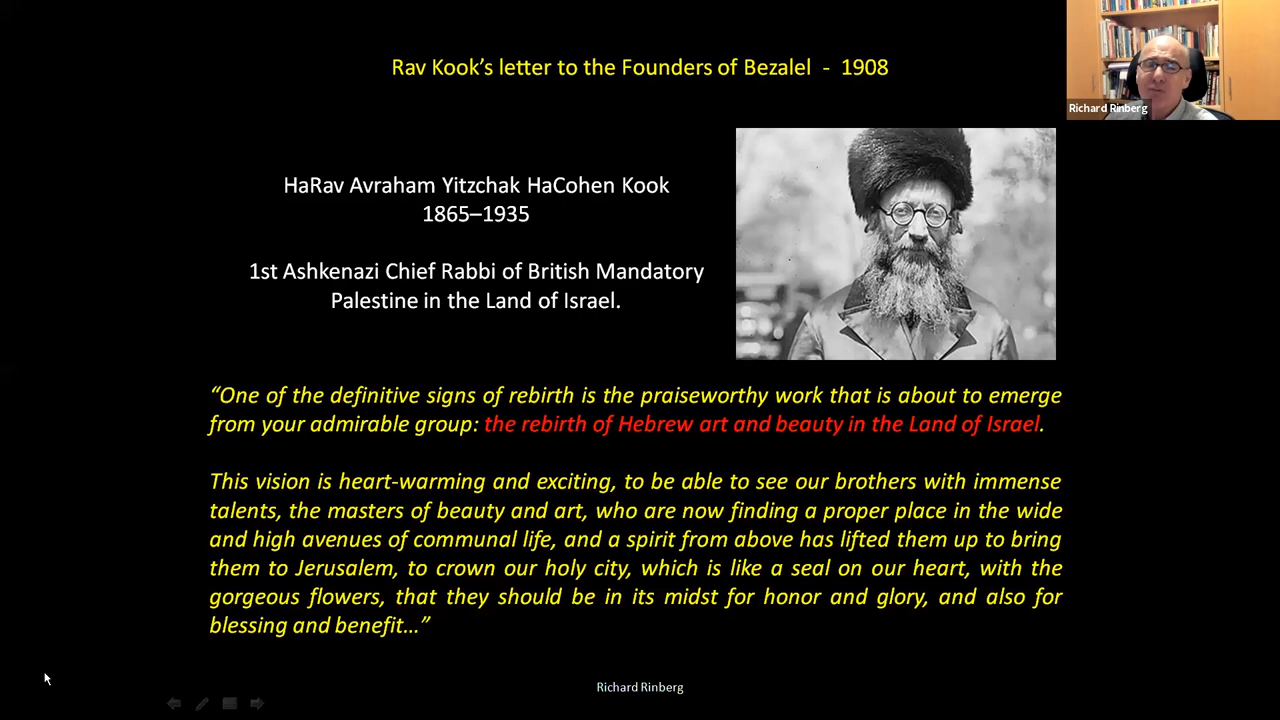 Rav Kook's letter to the Founders of Bezalel - 1908
Richard Rinberg
HaRav Avraham Yitzchak HaCohen Kook
1865–1935
1st Ashkenazi Chief Rabbi of British Mandatory
Palestine in the Land of Israel.
“One of the definitive signs of rebirth is the praiseworthy work that is about to emerge
from your admirable group: the rebirth of Hebrew art and beauty in the Land of Israel.
This vision is heart-warming and exciting, to be able to see our brothers with immense
talents, the masters of beauty and art, who are now finding a proper place in the wide
and high avenues of communal life, and a spirit from above has lifted them up to bring
them to Jerusalem, to crown our holy city, which is like a seal on our heart, with the
gorgeous flowers, that they should be in its midst for honor and glory, and also for
blessing and benefit…”
Richard Rinberg